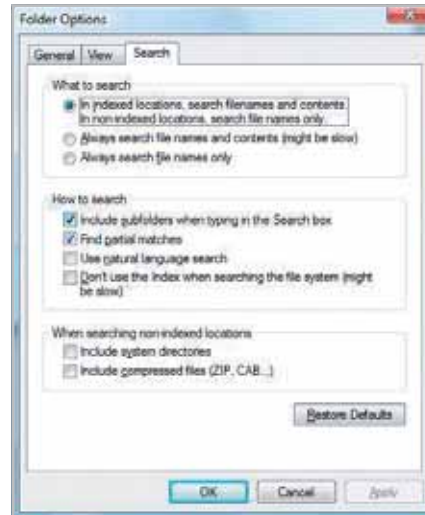 Folder Options
General View Search
What to search
In indexed locations, search filenames and contents.
In non-indexed locations, search file names only.
Always search file names and contents (might be slow)
Always search file names only
How to search
Include subfolders when typing in the Search box
Find partial matches
Use natural language search
Don't use the Index when searching the file system (might
be slow)
When searching non-indexed locations
Include system directories
Include compressed files (ZIP, CAB...)
Restore Defaults
OK Cancel Apply